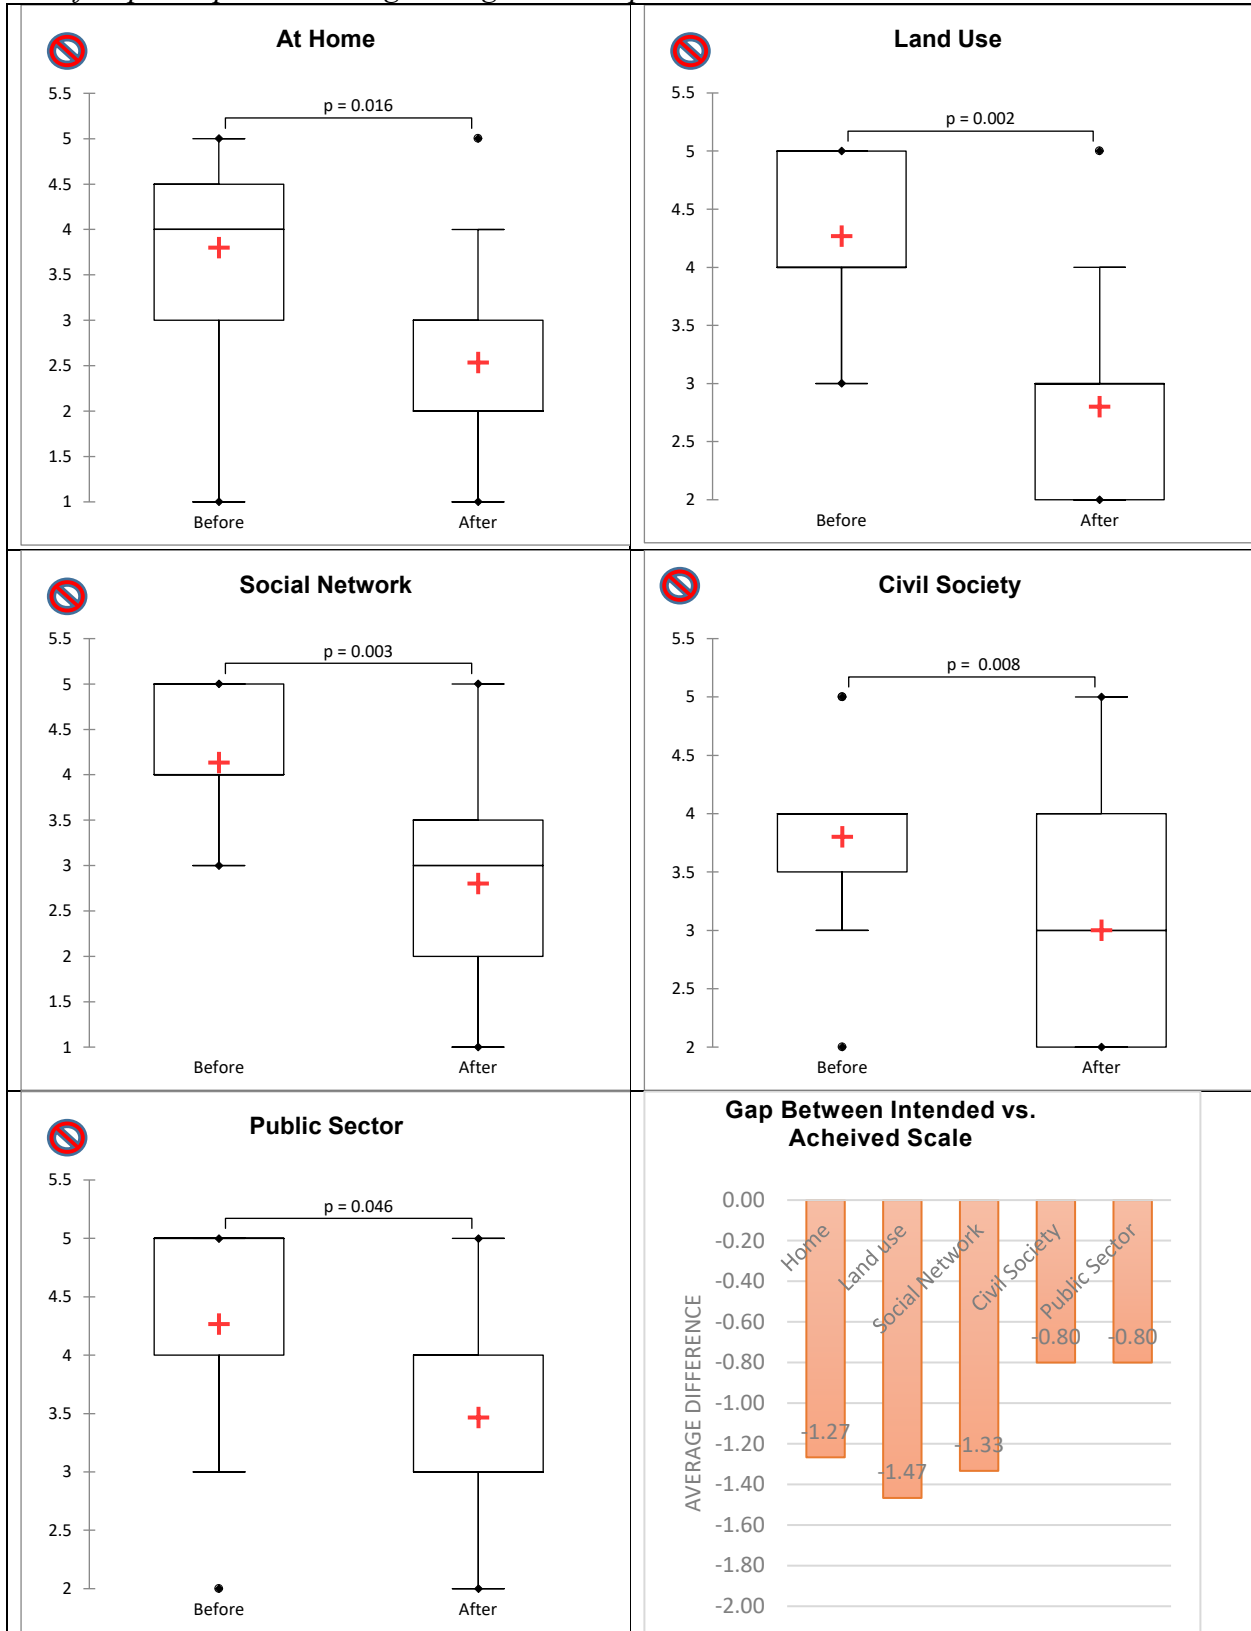 At Home
5.5
5
4.5
4
3.5
3
2.5
2
1.5
1
p = 0.016
Before
After
Land Use
5.5
5
4.5
4
3.5
3
2.5
2
p = 0.002
Before
After
Social Network
5.5
5
4.5
4
3.5
3
2.5
2
1.5
1
p = 0.003
Before
After
Civil Society
5.5
5
4.5
4
3.5
3
2.5
2
p = 0.008
Before
After
Public Sector
5.5
5
4.5
4
3.5
3
2.5
2
p = 0.046
Before
After
Gap Between Intended vs.
Acheived Scale
AVERAGE DIFFERENCE
0.00
-0.20
-0.40
-0.60
-0.80
-1.00
-1.20
-1.40
-1.60
-1.80
-2.00
Home
Land use
Social Network
Civil Society
Public Sector
-1.27
-1.47
-1.33
-0.80
-0.80